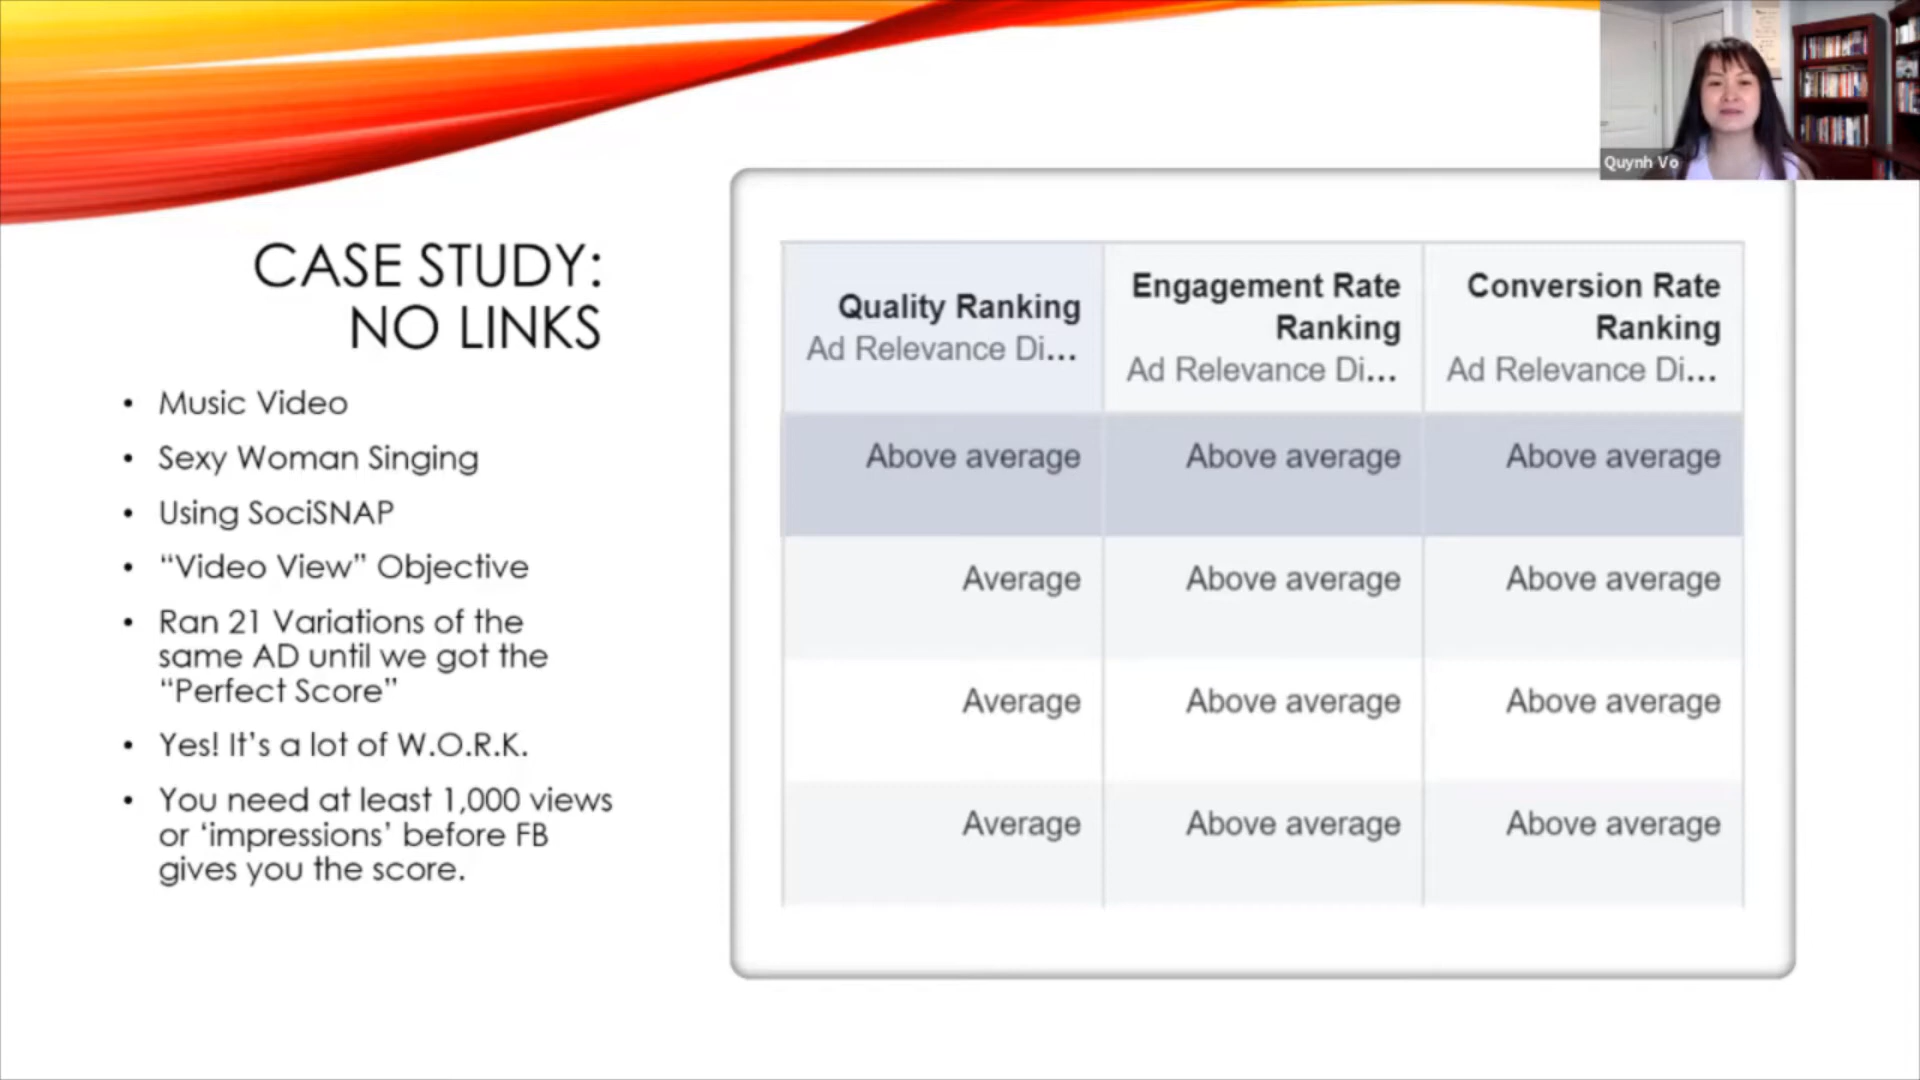 Quynh Vo
CASE STUDY:
NO LINKS
• Music Video
• Sexy Woman Singing
• Using SociSNAP
• “Video View” Objective
• Ran 21 Variations of the
same AD until we got the
“Perfect Score”
• Yes! It’s a lot of W.O.R.K.
• You need at least 1,000 views
or ‘impressions’ before FB
gives you the score.
Quality Ranking
Ad Relevance Di...
Engagement Rate
Ranking
Ad Relevance Di...
Conversion Rate
Ranking
Ad Relevance Di...
Above average Above average Above average
Average Above average Above average
Average Above average Above average
Average Above average Above average